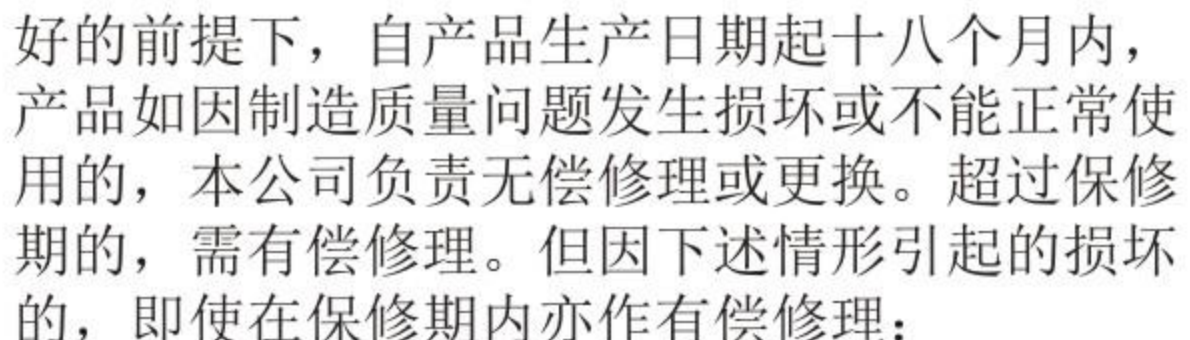 好的前提下，自产品生产日期起十八个月内，
产品如因制造质量问题发生损坏或不能正常使
用的，本公司负责无偿修理或更换。超过保修
期的，需有偿修理。但因下述情形引起的损坏
的，即使在保修期内亦作有偿修理：